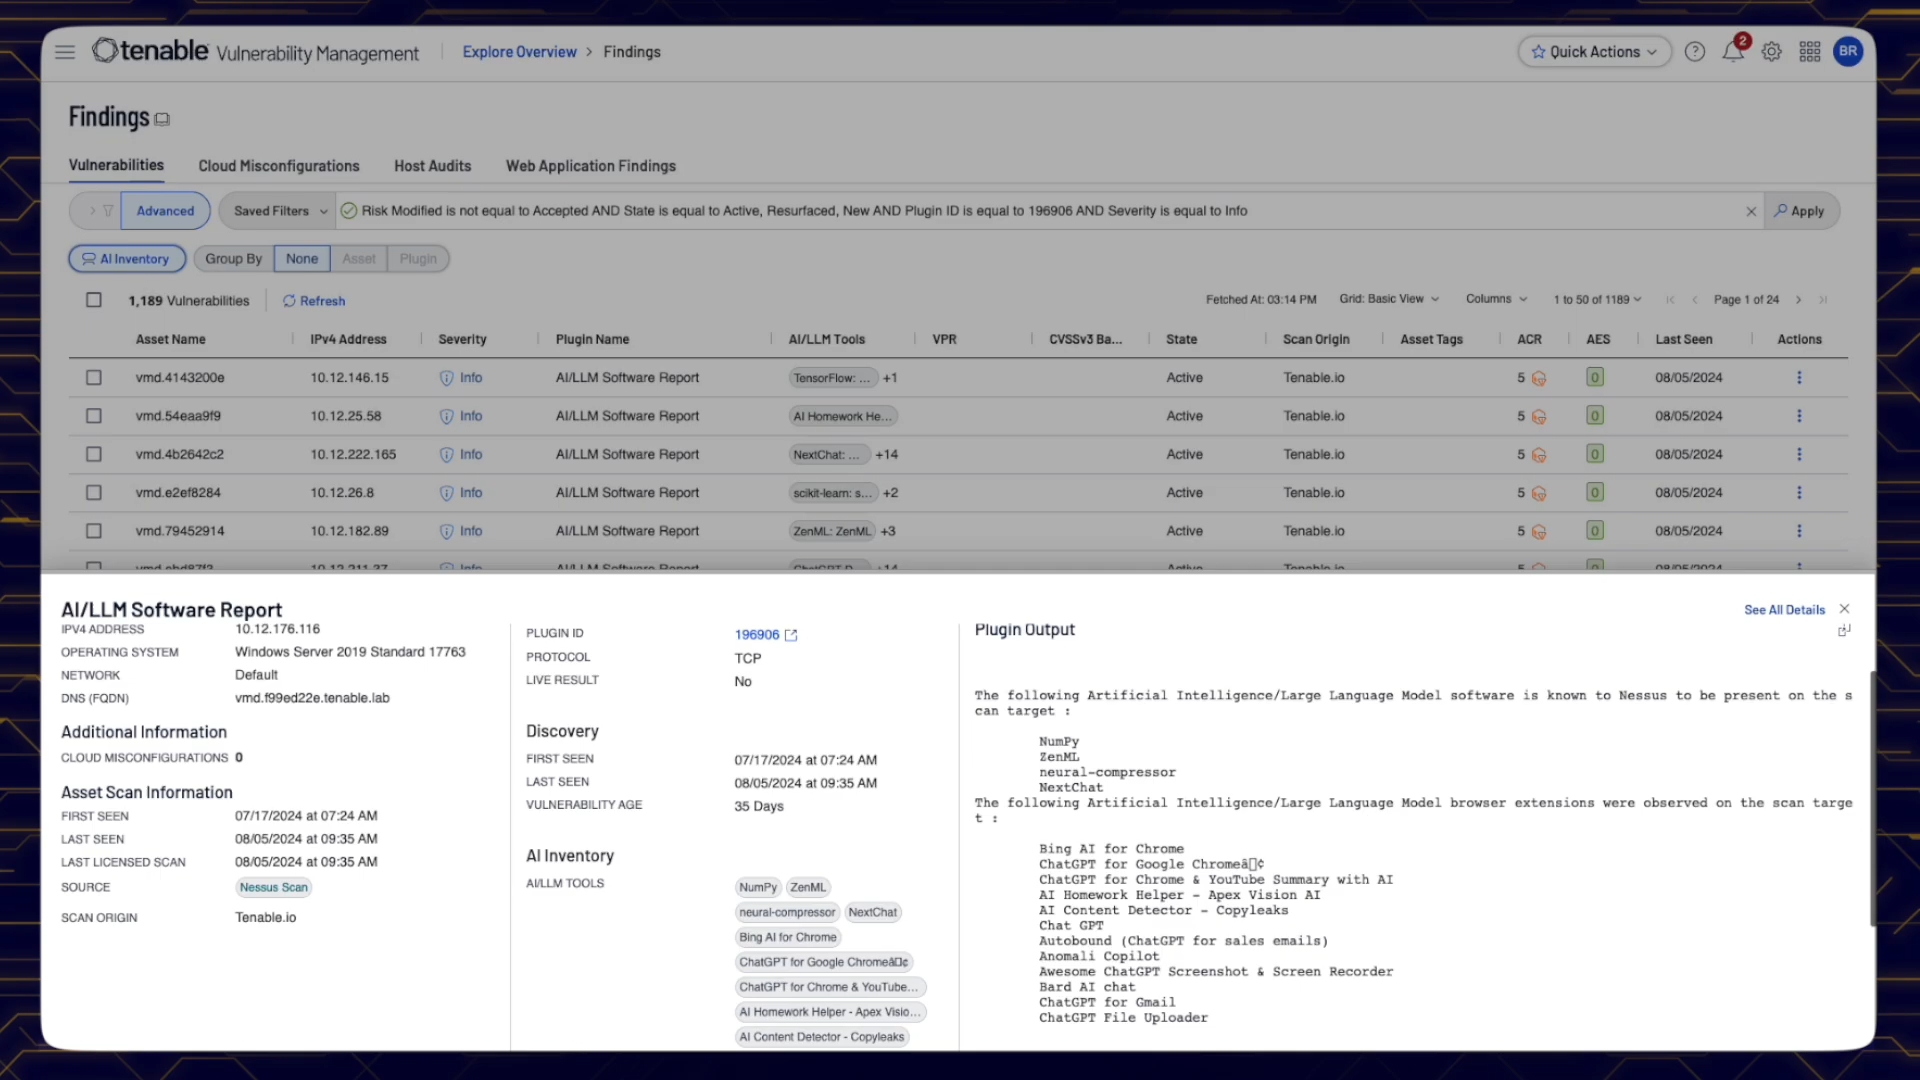 tenable Vulnerability Management Explore Overview > Findings Quick Actions 2 BR
Findings
Vulnerabilities Cloud Misconfigurations Host Audits Web Application Findings
Advanced Saved Filters Risk Modified is not equal to Accepted AND State is equal to Active, Resurfaced, New AND Plugin ID is equal to 196906 AND Severity is equal to Info Apply
AI Inventory Group By None Asset Plugin
1,189 Vulnerabilities Refresh Fetched At: 03:14 PM Grid: Basic View Columns 1 to 50 of 1189 Page 1 of 24
Asset Name IPv4 Address Severity Plugin Name AI/LLM Tools VPR CVSSv3 Ba... State Scan Origin Asset Tags ACR AES Last Seen Actions
vmd.4143200e 10.12.146.15 Info AI/LLM Software Report TensorFlow: ... +1 Active Tenable.io 5 0 08/05/2024
vmd.54eaa9f9 10.12.25.58 Info AI/LLM Software Report AI Homework He... Active Tenable.io 5 0 08/05/2024
vmd.4b2642c2 10.12.222.165 Info AI/LLM Software Report NextChat: ... +14 Active Tenable.io 5 0 08/05/2024
vmd.e2ef8284 10.12.26.8 Info AI/LLM Software Report scikit-learn: s... +2 Active Tenable.io 5 0 08/05/2024
vmd.79452914 10.12.182.89 Info AI/LLM Software Report ZenML: ZenML +3 Active Tenable.io 5 0 08/05/2024
AI/LLM Software Report See All Details
IPV4 ADDRESS 10.12.176.116
OPERATING SYSTEM Windows Server 2019 Standard 17763
NETWORK Default
DNS (FQDN) vmd.f99ed22e.tenable.lab
Additional Information
CLOUD MISCONFIGURATIONS 0
Asset Scan Information
FIRST SEEN 07/17/2024 at 07:24 AM
LAST SEEN 08/05/2024 at 09:35 AM
LAST LICENSED SCAN 08/05/2024 at 09:35 AM
SOURCE Nessus Scan
SCAN ORIGIN Tenable.io
PLUGIN ID 196906
PROTOCOL TCP
LIVE RESULT No
Discovery
FIRST SEEN 07/17/2024 at 07:24 AM
LAST SEEN 08/05/2024 at 09:35 AM
VULNERABILITY AGE 35 Days
AI Inventory
AI/LLM TOOLS NumPy ZenML
neural-compressor NextChat
Bing AI for Chrome
ChatGPT for Google Chromeâ▯¢
ChatGPT for Chrome & YouTube...
AI Homework Helper - Apex Visio...
AI Content Detector - Copyleaks
Plugin Output
The following Artificial Intelligence/Large Language Model software is known to Nessus to be present on the s
can target :
NumPy
ZenML
neural-compressor
NextChat
The following Artificial Intelligence/Large Language Model browser extensions were observed on the scan targe
t :
Bing AI for Chrome
ChatGPT for Google Chromeâ▯¢
ChatGPT for Chrome & YouTube Summary with AI
AI Homework Helper - Apex Vision AI
AI Content Detector - Copyleaks
Chat GPT
Autobound (ChatGPT for sales emails)
Anomali Copilot
Awesome ChatGPT Screenshot & Screen Recorder
Bard AI chat
ChatGPT for Gmail
ChatGPT File Uploader